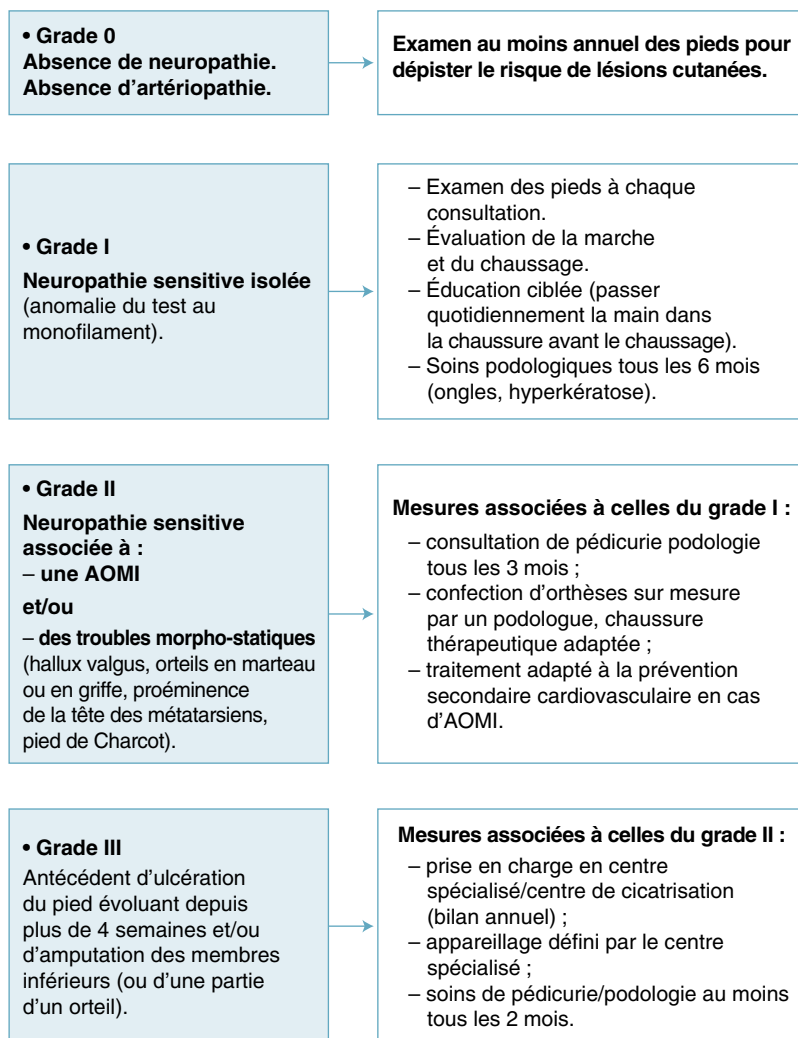 • Grade 0
Absence de neuropathie.
Absence d'artériopathie.
Examen au moins annuel des pieds pour
dépister le risque de lésions cutanées.
• Grade I
Neuropathie sensitive isolée
(anomalie du test au
monofilament).
– Examen des pieds à chaque
consultation.
– Évaluation de la marche
et du chaussage.
– Éducation ciblée (passer
quotidiennement la main dans
la chaussure avant le chaussage).
– Soins podologiques tous les 6 mois
(ongles, hyperkératose).
• Grade II
Neuropathie sensitive
associée à :
– une AOMI
et/ou
– des troubles morpho-statiques
(hallux valgus, orteils en marteau
ou en griffe, proéminence
de la tête des métatarsiens,
pied de Charcot).
Mesures associées à celles du grade I :
– consultation de pédicurie podologie
tous les 3 mois ;
– confection d'orthèses sur mesure
par un podologue, chaussure
thérapeutique adaptée ;
– traitement adapté à la prévention
secondaire cardiovasculaire en cas
d'AOMI.
• Grade III
Antécédent d'ulcération
du pied évoluant depuis
plus de 4 semaines et/ou
d'amputation des membres
inférieurs (ou d'une partie
d'un orteil).
Mesures associées à celles du grade II :
– prise en charge en centre
spécialisé/centre de cicatrisation
(bilan annuel) ;
– appareillage défini par le centre
spécialisé ;
– soins de pédicurie/podologie au moins
tous les 2 mois.